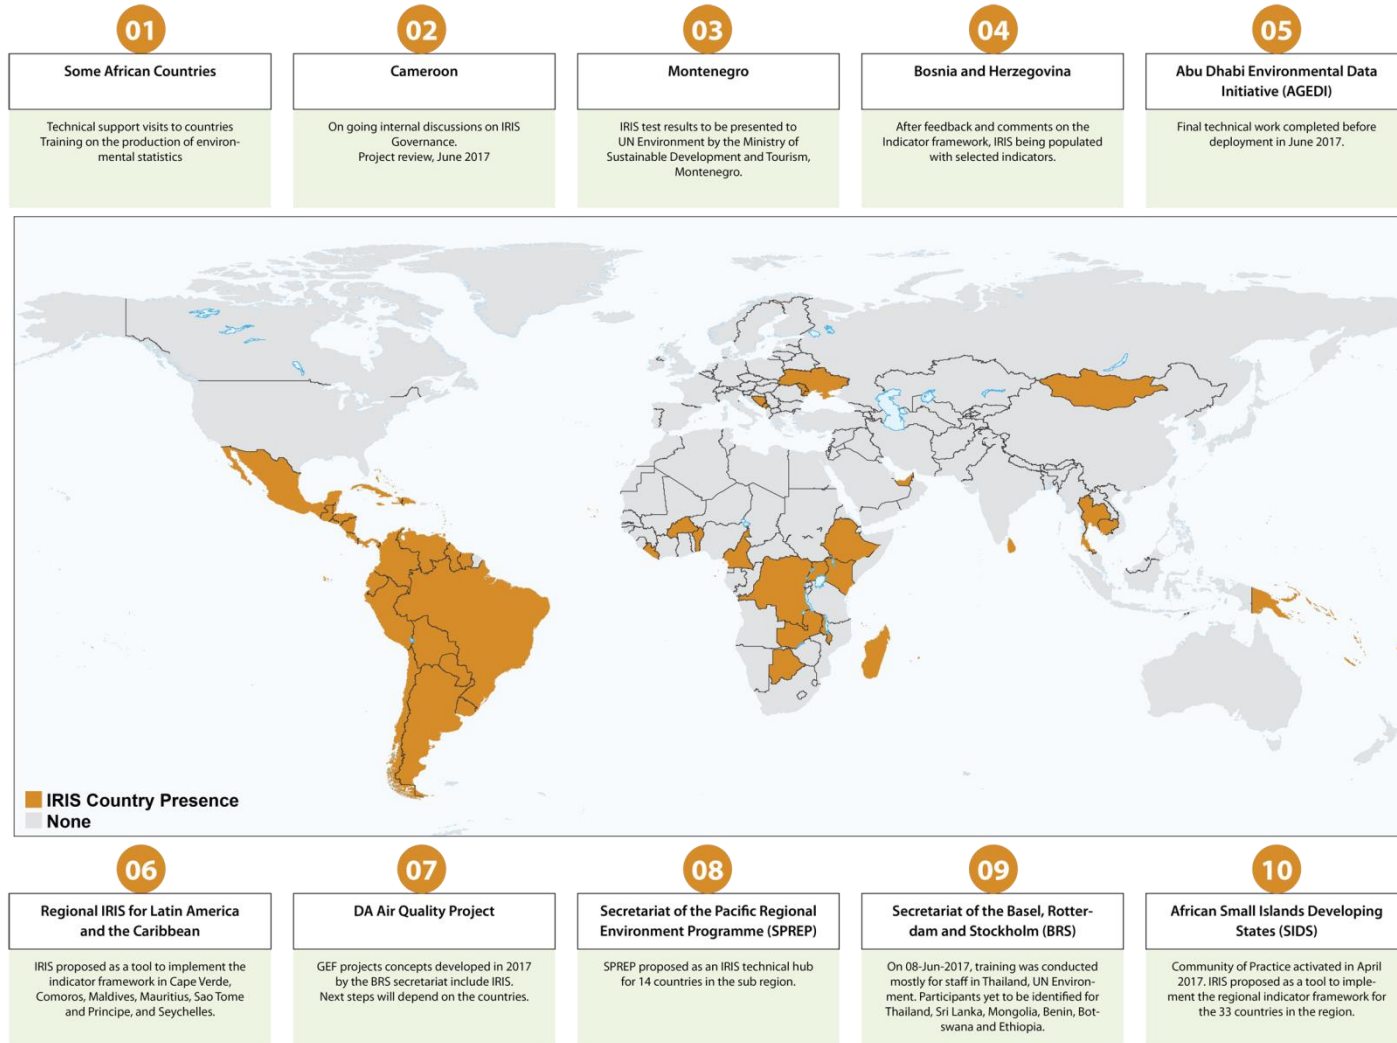 01
Some African Countries
Technical support visits to countries
Training on the production of environ-
mental statistics
02
Cameroon
On going internal discussions on IRIS
Governance.
Project review, June 2017
03
Montenegro
IRIS test results to be presented to
UN Environment by the Ministry of
Sustainable Development and Tourism,
Montenegro.
04
Bosnia and Herzegovina
After feedback and comments on the
Indicator framework, IRIS being populated
with selected indicators.
05
Abu Dhabi Environmental Data
Initiative (AGEDI)
Final technical work completed before
deployment in June 2017.
IRIS Country Presence
None
06
Regional IRIS for Latin America
and the Caribbean
IRIS proposed as a tool to implement the
indicator framework in Cape Verde,
Comoros, Maldives, Mauritius, Sao Tome
and Principe, and Seychelles.
07
DA Air Quality Project
GEF projects concepts developed in 2017
by the BRS secretariat include IRIS.
Next steps will depend on the countries.
08
Secretariat of the Pacific Regional
Environment Programme (SPREP)
SPREP proposed as an IRIS technical hub
for 14 countries in the sub region.
09
Secretariat of the Basel, Rotter-
dam and Stockholm (BRS)
On 08-Jun-2017, training was conducted
mostly for staff in Thailand, UN Environ-
ment. Participants yet to be identified for
Thailand, Sri Lanka, Mongolia, Benin, Bot-
swana and Ethiopia.
10
African Small Islands Developing
States (SIDS)
Community of Practice activated in April
2017. IRIS proposed as a tool to imple-
ment the regional indicator framework for
the 33 countries in the region.